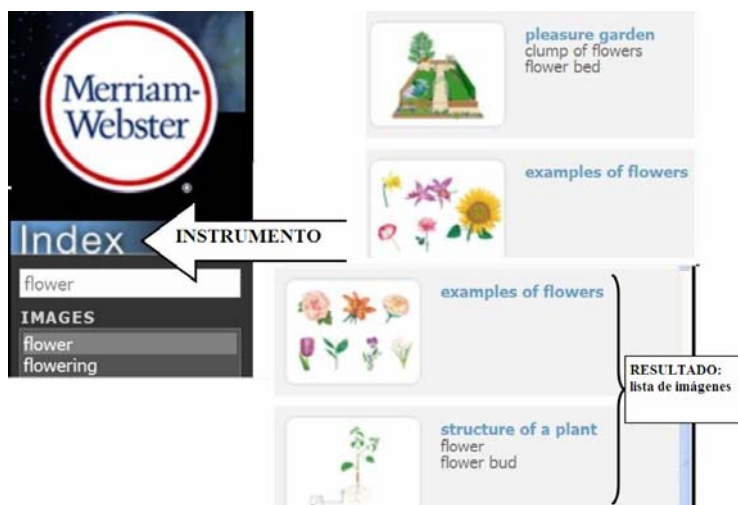 Merriam-
Webster
®
Index
INSTRUMENTO
flower
IMAGES
flower
flowering
pleasure garden
clump of flowers
flower bed
examples of flowers
examples of flowers
structure of a plant
flower
flower bud
RESULTADO:
lista de imágenes